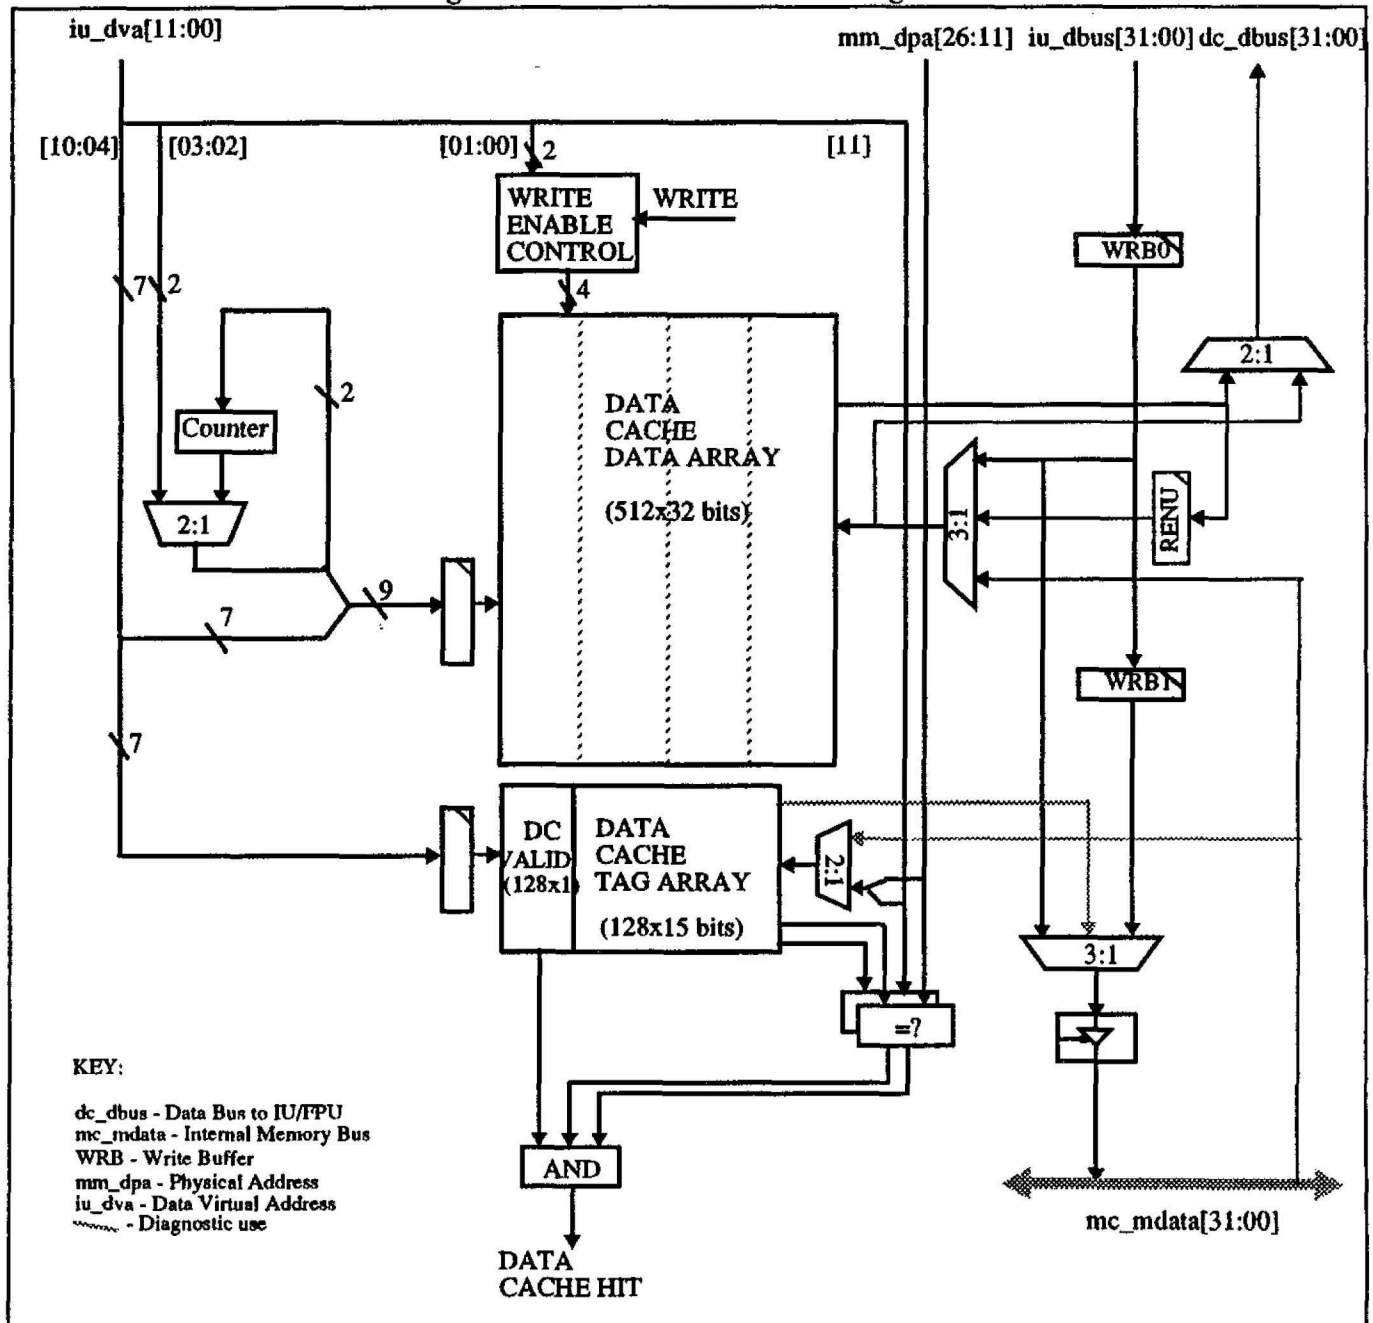 iu_dva[11:00]
mm_dpa[26:11] iu_dbus[31:00] dc_dbus[31:00]
[10:04] [03:02] [01:00] 2 [11]
WRITE
ENABLE
CONTROL
WRITE
WRB0
7 2
4
2:1
2
Counter
DATA
CACHE
DATA ARRAY
(512x32 bits)
3:1
RENU
2:1
9
7
WRB1
7
DC
VALID
(128x1)
DATA
CACHE
TAG ARRAY
(128x15 bits)
2:1
3:1
=?
KEY:
dc_dbus - Data Bus to IU/FPU
mc_mdata - Internal Memory Bus
WRB - Write Buffer
mm_dpa - Physical Address
iu_dva - Data Virtual Address
- Diagnostic use
AND
mc_mdata[31:00]
DATA
CACHE HIT